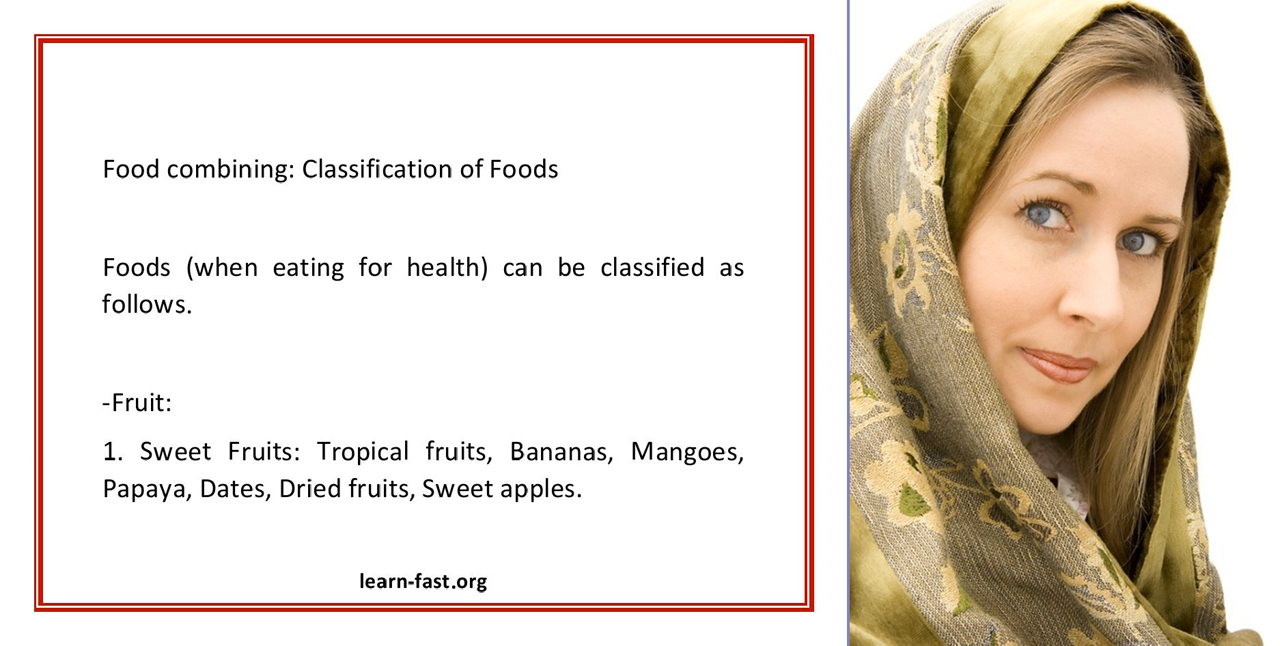 Food combining: Classification of Foods
Foods (when eating for health) can be classified as
follows.
-Fruit:
1. Sweet Fruits: Tropical fruits, Bananas, Mangoes,
Papaya, Dates, Dried fruits, Sweet apples.
learn-fast.org